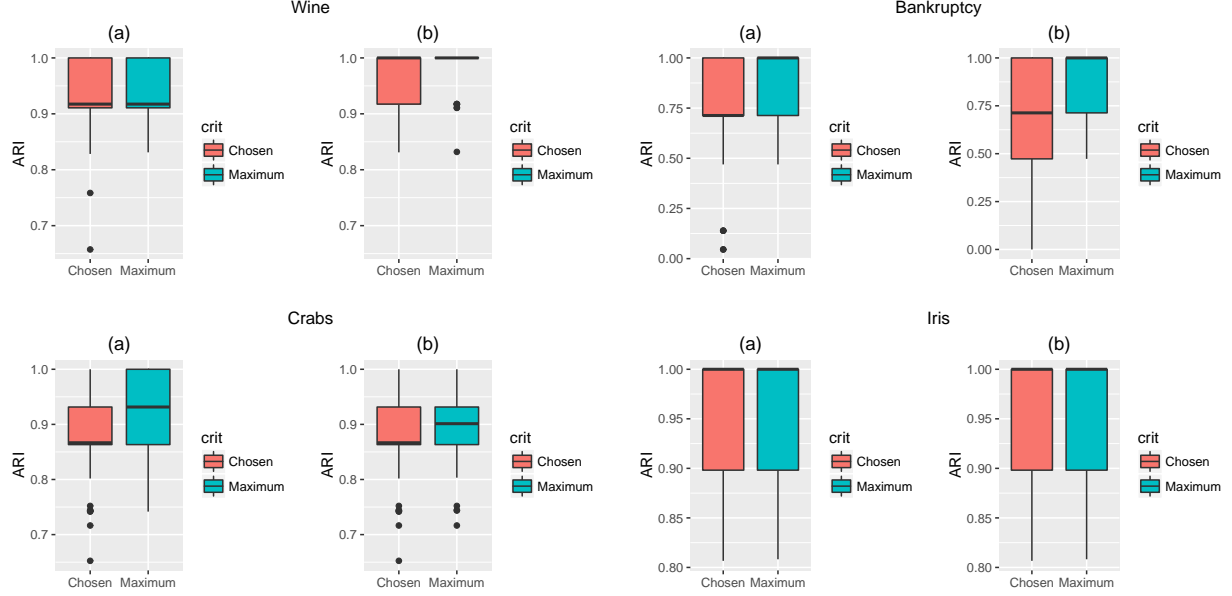 Wine
(a)
ARI
1.0
0.9
0.8
0.7
Chosen Maximum
crit
Chosen
Maximum
(b)
ARI
1.0
0.9
0.8
0.7
Chosen Maximum
crit
Chosen
Maximum
Bankruptcy
(a)
ARI
1.00
0.75
0.50
0.25
0.00
Chosen Maximum
crit
Chosen
Maximum
(b)
ARI
1.00
0.75
0.50
0.25
0.00
Chosen Maximum
crit
Chosen
Maximum
Crabs
(a)
ARI
1.0
0.9
0.8
0.7
Chosen Maximum
crit
Chosen
Maximum
(b)
ARI
1.0
0.9
0.8
0.7
Chosen Maximum
crit
Chosen
Maximum
Iris
(a)
ARI
1.00
0.95
0.90
0.85
0.80
Chosen Maximum
crit
Chosen
Maximum
(b)
ARI
1.00
0.95
0.90
0.85
0.80
Chosen Maximum
crit
Chosen
Maximum